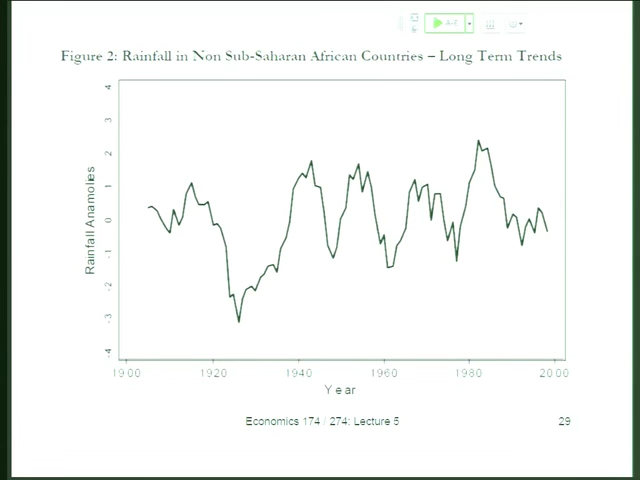 Figure 2: Rainfall in Non Sub-Saharan African Countries – Long Term Trends
4
3
2
1
0
-1
-2
-3
-4
Rainfall Anamolies
1900 1920 1940 1960 1980 2000
Year
Economics 174 / 274: Lecture 5 29